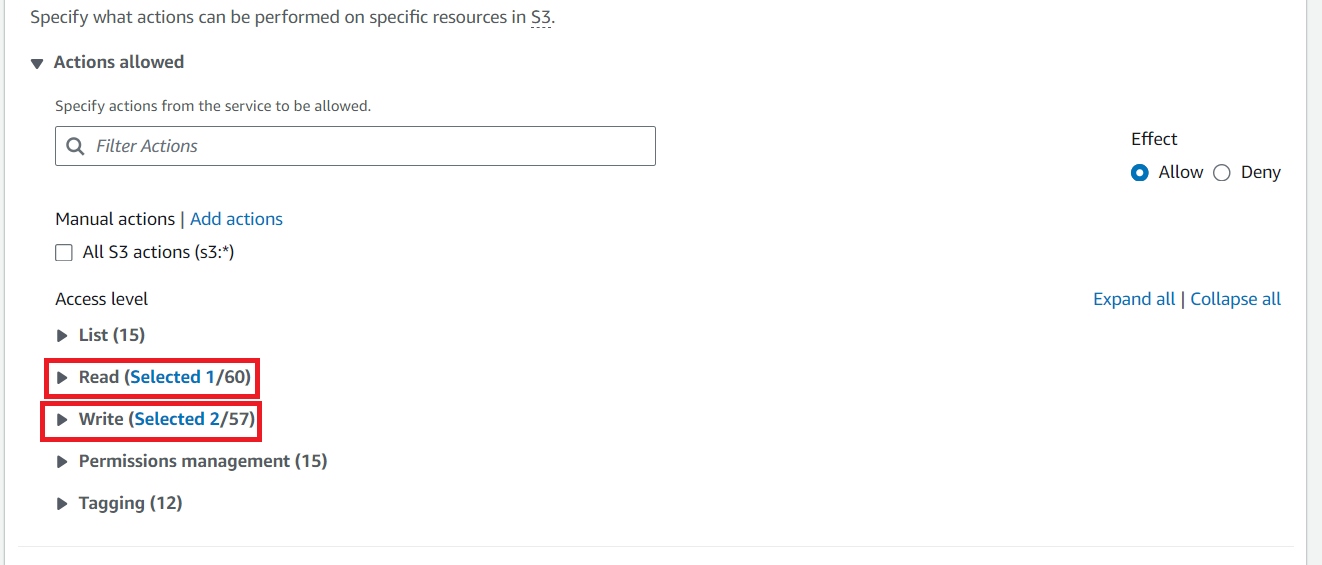 Specify what actions can be performed on specific resources in S3.
Actions allowed
Specify actions from the service to be allowed.
Filter Actions
Effect
Allow Deny
Manual actions | Add actions
All S3 actions (s3:*)
Access level
Expand all | Collapse all
List (15)
Read (Selected 1/60)
Write (Selected 2/57)
Permissions management (15)
Tagging (12)